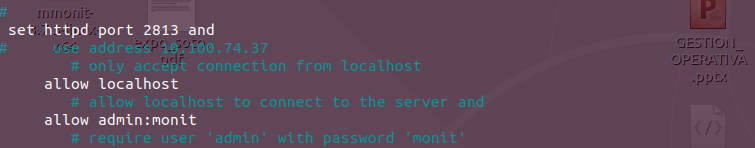 #
mmonit-
set httpd port 2813 and
# use address 10.100.74.37
pdf
# only accept connection from localhost
allow localhost
# allow localhost to connect to the server and
allow admin:monit
# require user 'admin' with password 'monit'
P
GESTION_
OPERATIVA
.pptx